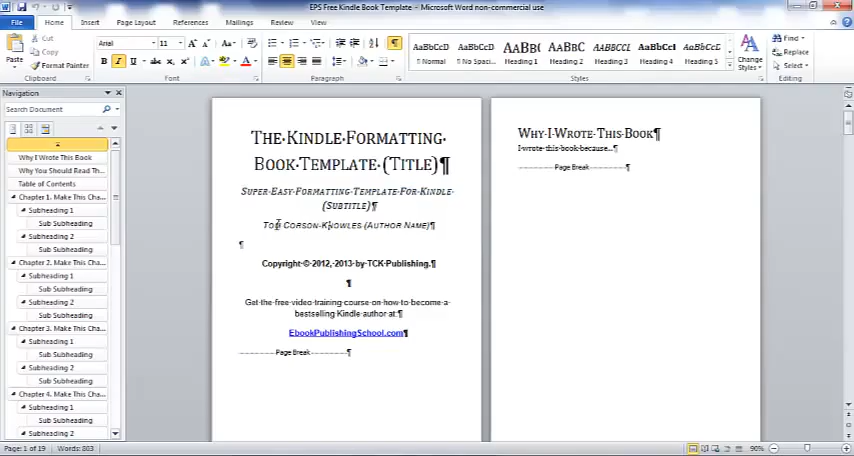 EPS Free Kindle Book Template - Microsoft Word non-commercial use
File Home Insert Page Layout References Mailings Review View
Paste
Cut
Copy
Format Painter
Clipboard
Arial 11
Font
Paragraph
AaBbCcD AaBbCcD AABBC AABBC AABBCCL AaBbCcI AaBbCcD
¶ Normal ¶ No Spaci... Heading 1 Heading 2 Heading 3 Heading 4 Heading 5
Change Styles
Styles
Find
Replace
Select
Editing
Navigation
Search Document
Why I Wrote This Book
Why You Should Read Th...
Table of Contents
Chapter 1. Make This Cha...
Subheading 1
Sub Subheading
Subheading 2
Sub Subheading
Chapter 2. Make This Cha...
Subheading 1
Sub Subheading
Subheading 2
Sub Subheading
Chapter 3. Make This Cha...
Subheading 1
Sub Subheading
Subheading 2
Sub Subheading
Chapter 4. Make This Cha...
Subheading 1
Sub Subheading
Subheading 2
THE·KINDLE·FORMATTING·
BOOK·TEMPLATE·(TITLE)¶
SUPER·EASY·FORMATTING·TEMPLATE·FOR·KINDLE·
(SUBTITLE)¶
TOM CORSON-KNOWLES (AUTHOR NAME)¶
¶
Copyright·©·2012,·2013·by·TCK·Publishing.¶
¶
Get·the·free·video·training·course·on·how·to·become·a·
bestselling·Kindle·author·at:¶
EbookPublishingSchool.com¶
Page Break ¶
WHY·I·WROTE·THIS·BOOK¶
I·wrote·this·book·because...¶
Page Break ¶
Page: 1 of 19 Words: 803
90%